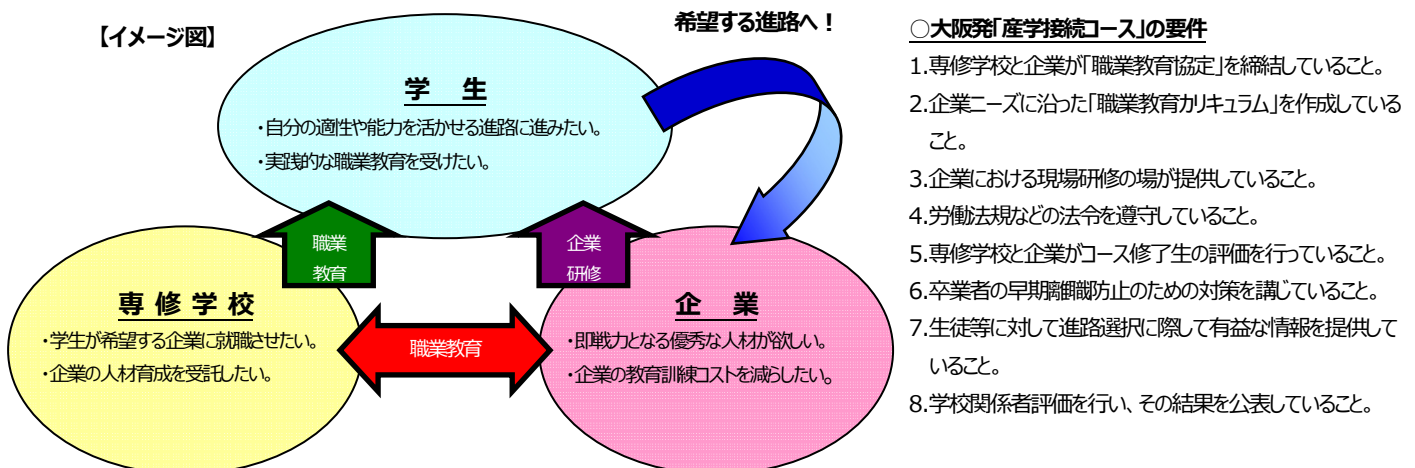 【イメージ図】
希望する進路へ！
学　生
・自分の適性や能力を活かせる進路に進みたい。
・実践的な職業教育を受けたい。
職業
教育
企業
研修
専 修 学 校
・学生が希望する企業に就職させたい。
・企業の人材育成を受託したい。
職業教育
企　業
・即戦力となる優秀な人材が欲しい。
・企業の教育訓練コストを減らしたい。
○大阪発「産学接続コース」の要件
1.専修学校と企業が「職業教育協定」を締結していること。
2.企業ニーズに沿った「職業教育カリキュラム」を作成している
こと。
3.企業における現場研修の場が提供していること。
4.労働法規などの法令を遵守していること。
5.専修学校と企業がコース修了生の評価を行っていること。
6.卒業者の早期離職防止のための対策を講じていること。
7.生徒等に対して進路選択に際して有益な情報を提供して
いること。
8.学校関係者評価を行い、その結果を公表していること。